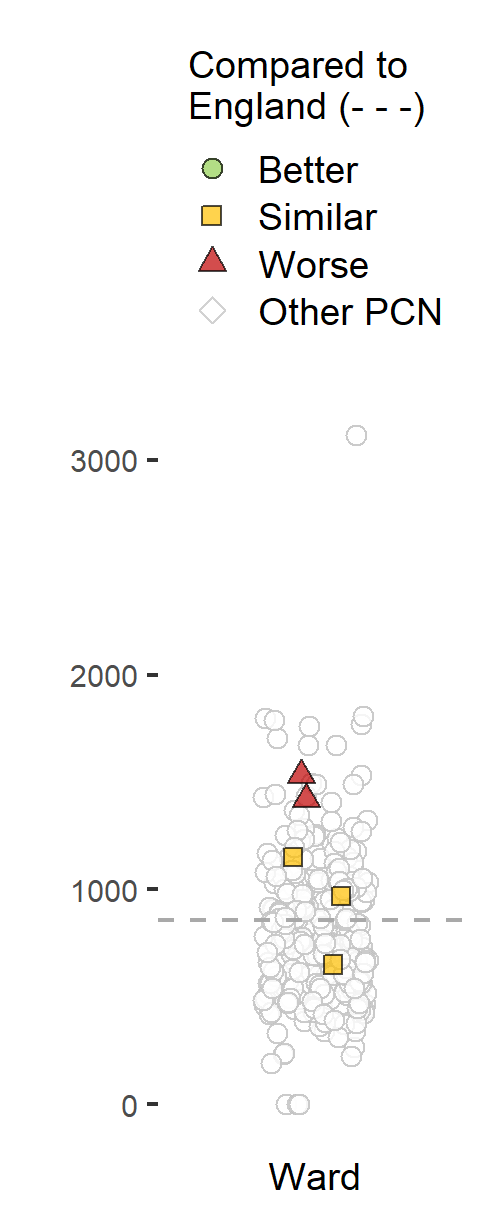 Compared to
England (- - -)
Better
Similar
Worse
Other PCN
3000
2000
1000
0
Ward